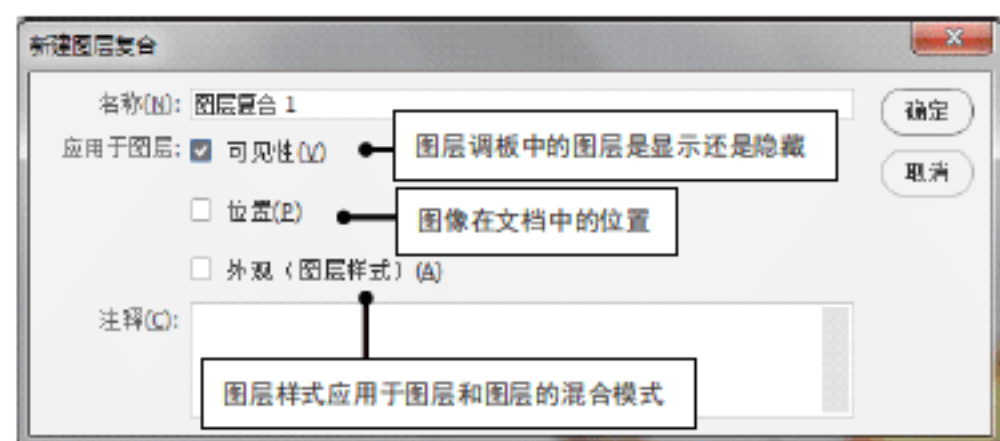 新建图层复合
名称(N): 图层复合 1
确定
应用于图层: 可见性(V)
图层调板中的图层是显示还是隐藏
取消
位置(P)
图像在文档中的位置
外观（图层样式）(A)
注释(C):
图层样式应用于图层和图层的混合模式